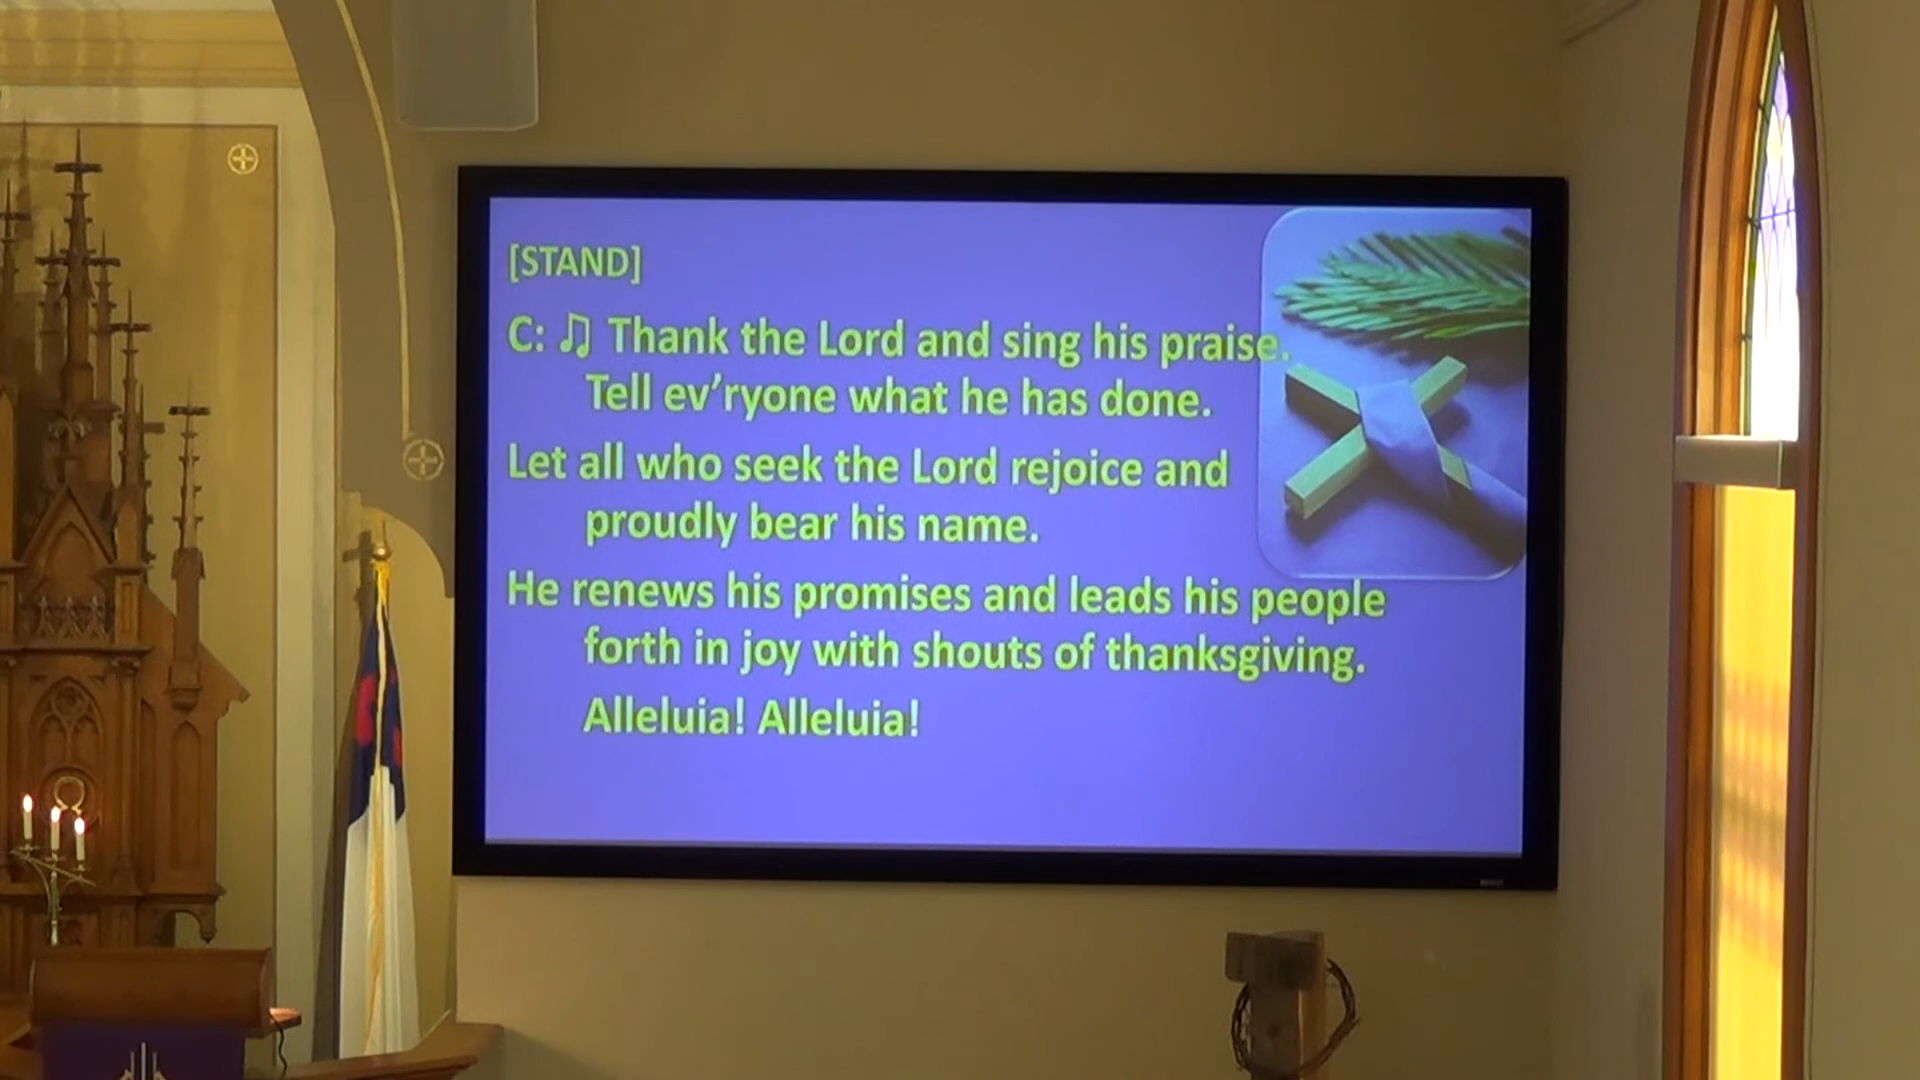 [STAND]
C: ♫ Thank the Lord and sing his praise.
Tell ev’ryone what he has done.
Let all who seek the Lord rejoice and
proudly bear his name.
He renews his promises and leads his people
forth in joy with shouts of thanksgiving.
Alleluia! Alleluia!